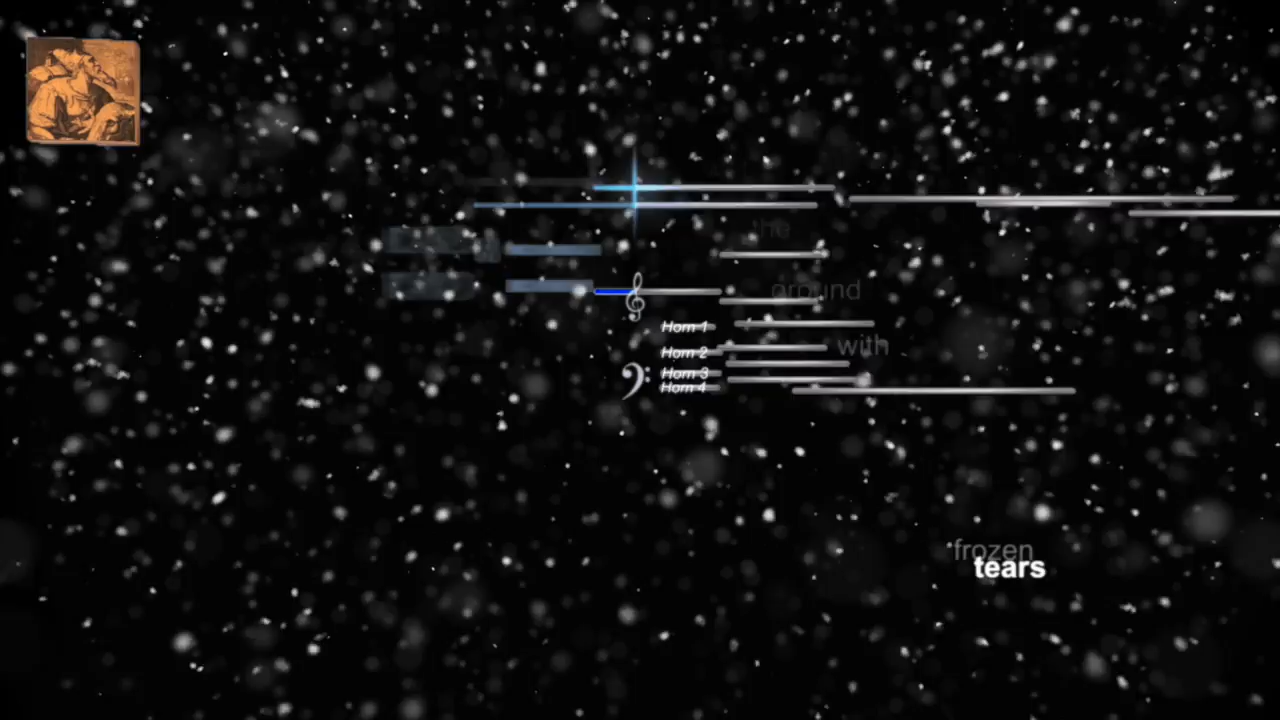 the
ground
Horn 1
with
Horn 2
Horn 3
Horn 4
frozen
tears